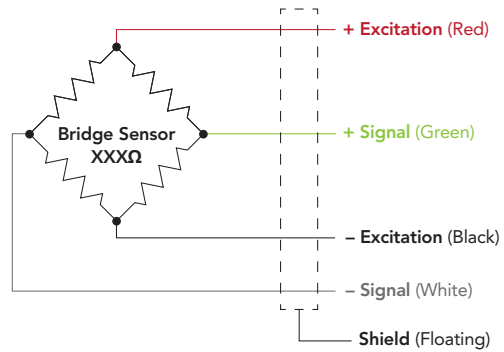 + Excitation (Red)
Bridge Sensor
XXXΩ
+ Signal (Green)
– Excitation (Black)
– Signal (White)
Shield (Floating)